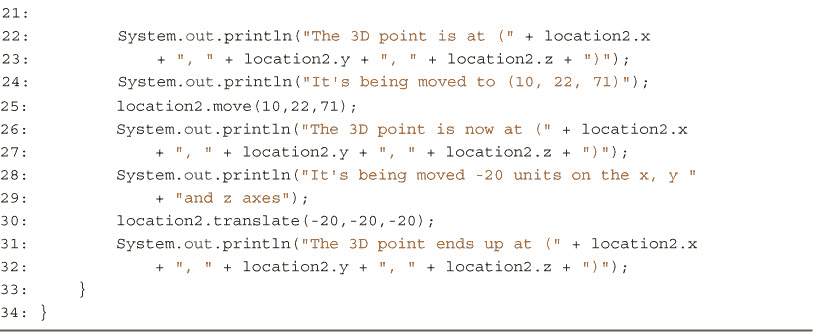 21:
22:         System.out.println("The 3D point is at (" + location2.x
23:             + ", " + location2.y + ", " + location2.z + ")");
24:         System.out.println("It's being moved to (10, 22, 71)");
25:         location2.move(10,22,71);
26:         System.out.println("The 3D point is now at (" + location2.x
27:             + ", " + location2.y + ", " + location2.z + ")");
28:         System.out.println("It's being moved -20 units on the x, y "
29:             + "and z axes");
30:         location2.translate(-20,-20,-20);
31:         System.out.println("The 3D point ends up at (" + location2.x
32:             + ", " + location2.y + ", " + location2.z + ")");
33:     }
34: }